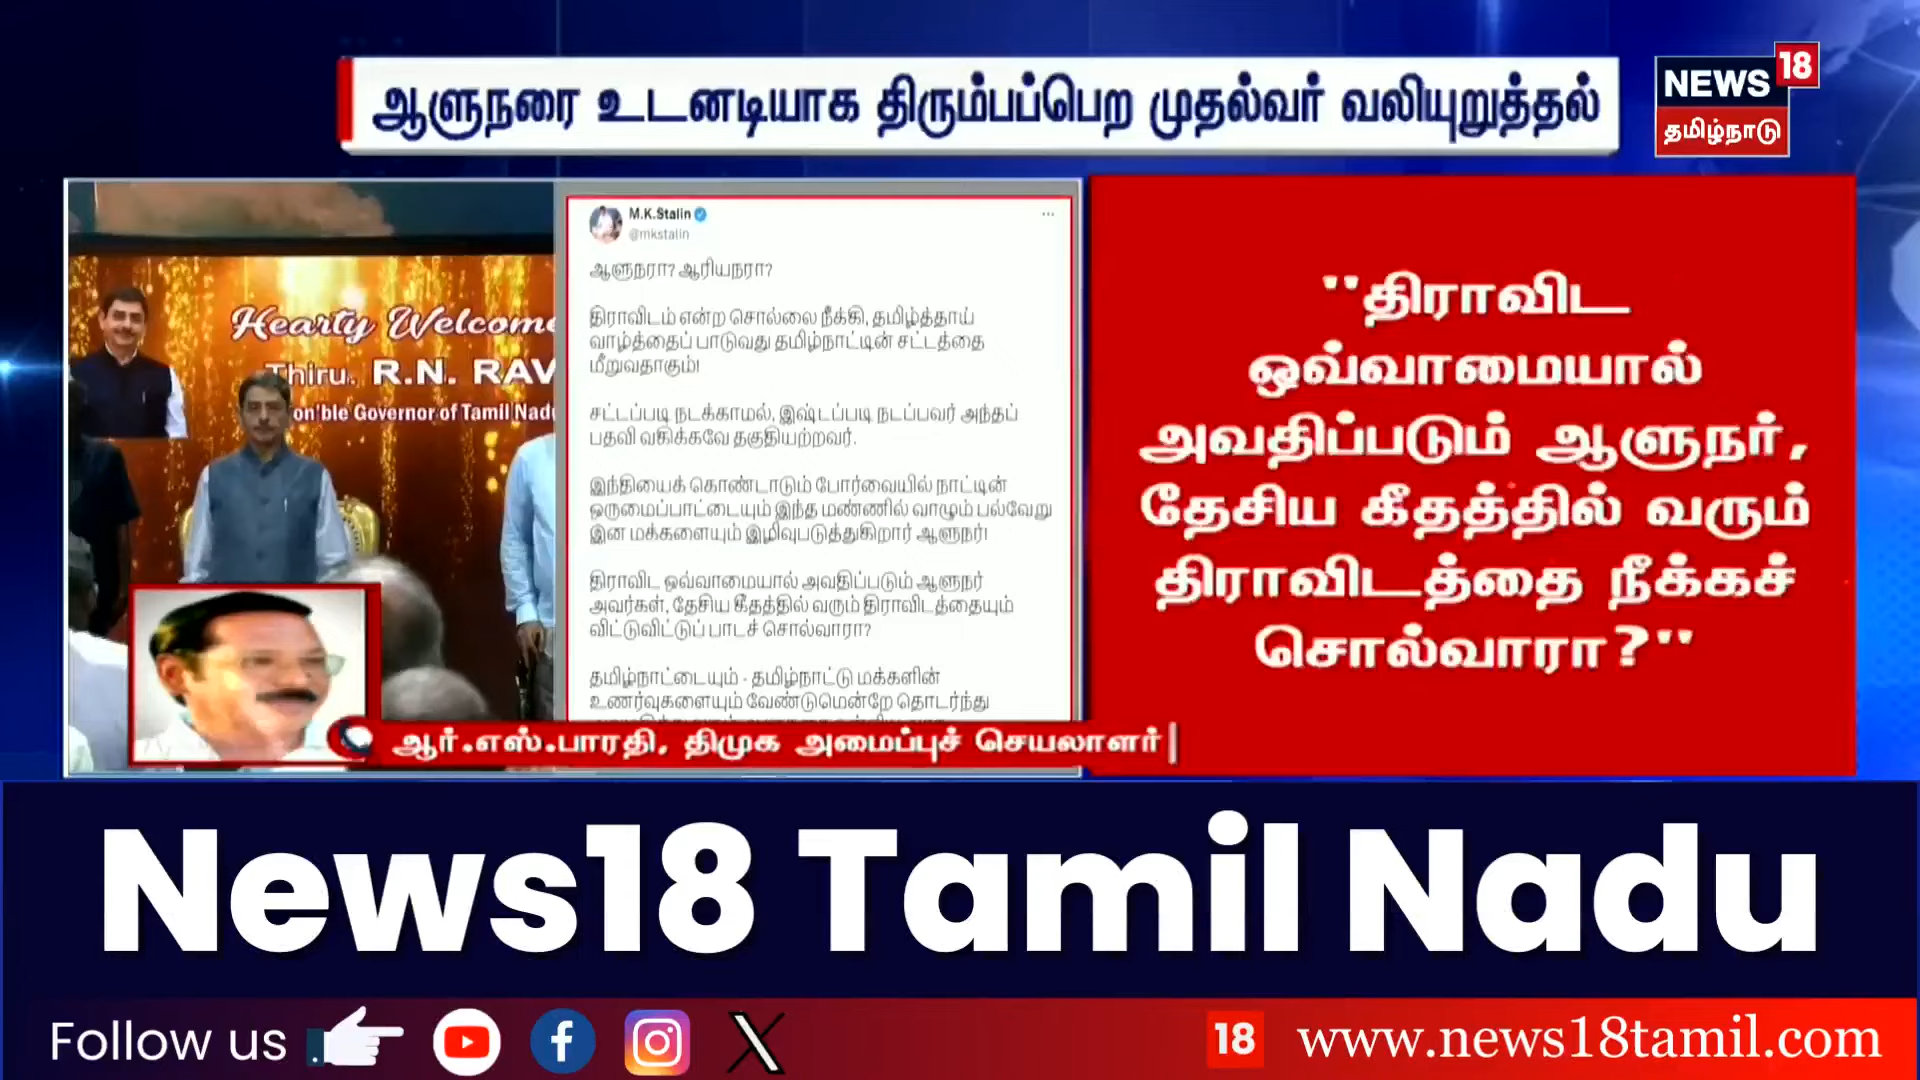 ஆளுநரை உடனடியாக திரும்பப்பெற முதல்வர் வலியுறுத்தல்
NEWS 18
தமிழ்நாடு
Hearty Welcome
Thiru. R.N. RAV
on'ble Governor of Tamil Nadu
M.K.Stalin
@mkstalin
ஆளுநரா? ஆரியநரா?
திராவிடம் என்ற சொல்லை நீக்கி, தமிழ்த்தாய்
வாழ்த்தைப் பாடுவது தமிழ்நாட்டின் சட்டத்தை
மீறுவதாகும்!
சட்டப்படி நடக்காமல், இஷ்டப்படி நடப்பவர் அந்தப்
பதவி வகிக்கவே தகுதியற்றவர்.
இந்தியைக் கொண்டாடும் போர்வையில் நாட்டின்
ஒருமைப்பாட்டையும் இந்த மண்ணில் வாழும் பல்வேறு
இன மக்களையும் இழிவுபடுத்துகிறார் ஆளுநர்!
திராவிட ஒவ்வாமையால் அவதிப்படும் ஆளுநர்
அவர்கள், தேசிய கீதத்தில் வரும் திராவிடத்தையும்
விட்டுவிட்டுப் பாடச் சொல்வாரா?
தமிழ்நாட்டையும் - தமிழ்நாட்டு மக்களின்
உணர்வுகளையும் வேண்டுமென்றே தொடர்ந்து
"திராவிட
ஒவ்வாமையால்
அவதிப்படும் ஆளுநர்,
தேசிய கீதத்தில் வரும்
திராவிடத்தை நீக்கச்
சொல்வாரா?"
ஆர்.எஸ்.பாரதி, திமுக அமைப்புச் செயலாளர்
News18 Tamil Nadu
Follow us
18 www.news18tamil.com